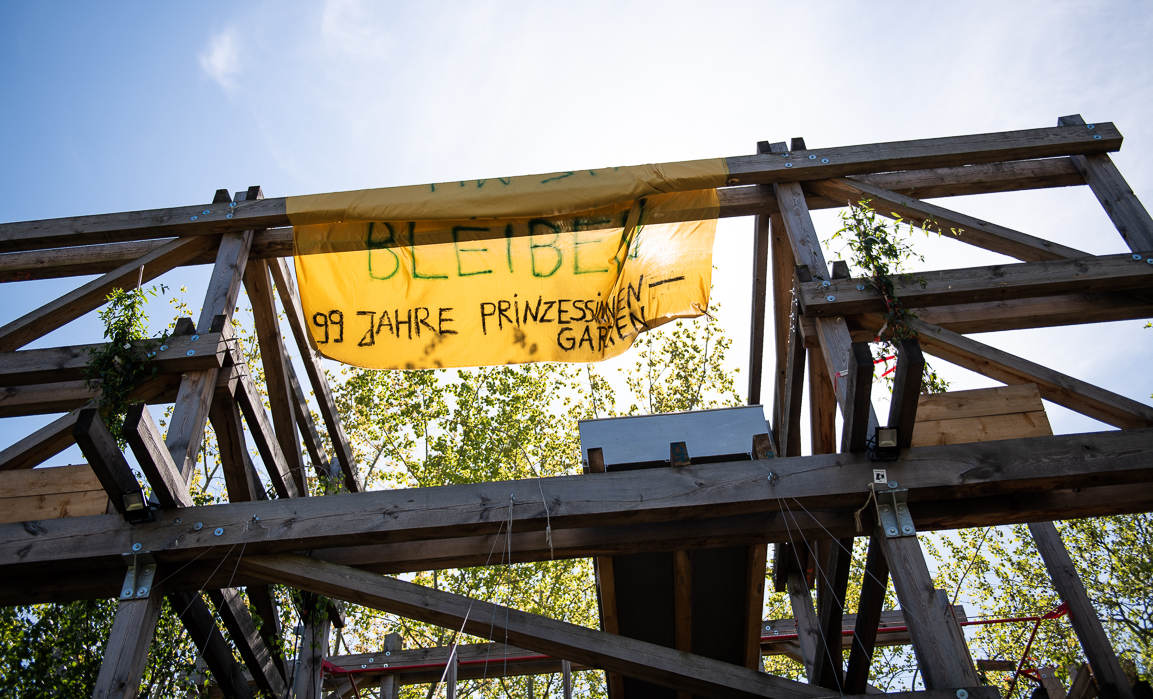 BLEIBEN
99 JAHRE PRINZESSINNEN-
GARTEN